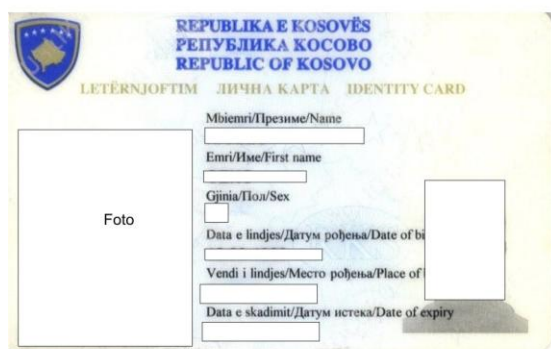 REPUBLIKA E KOSOVËS
РЕПУБЛИКА КОСОВО
REPUBLIC OF KOSOVO
LETËRNJOFTIM ЛИЧНА КАРТА IDENTITY CARD
Mbiemri/Презиме/Name
Emri/Име/First name
Gjinia/Пол/Sex
Foto
Data e lindjes/Датум рођења/Date of bi
Vendi i lindjes/Место рођења/Place of
Data e skadimit/Датум истека/Date of expiry